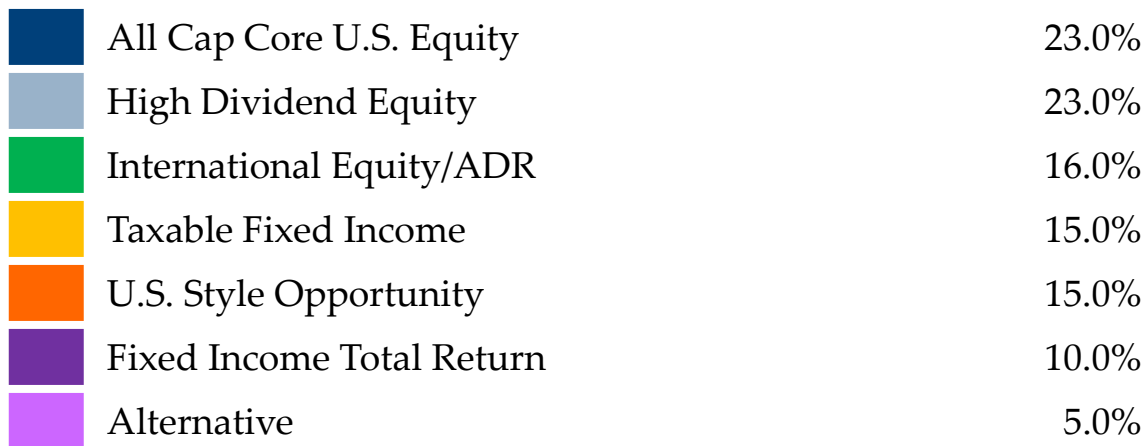 All Cap Core U.S. Equity 23.0%
High Dividend Equity 23.0%
International Equity/ADR 16.0%
Taxable Fixed Income 15.0%
U.S. Style Opportunity 15.0%
Fixed Income Total Return 10.0%
Alternative 5.0%